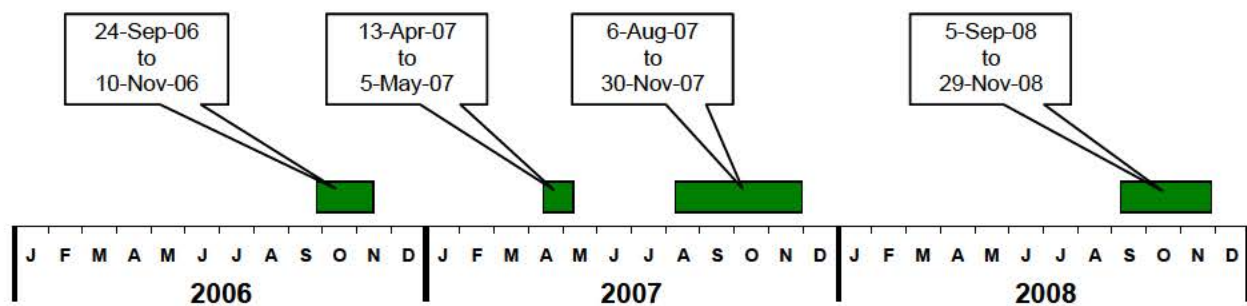 24-Sep-06
to
10-Nov-06
13-Apr-07
to
5-May-07
6-Aug-07
to
30-Nov-07
5-Sep-08
to
29-Nov-08
J F M A M J J A S O N D J F M A M J J A S O N D J F M A M J J A S O N D
2006 2007 2008